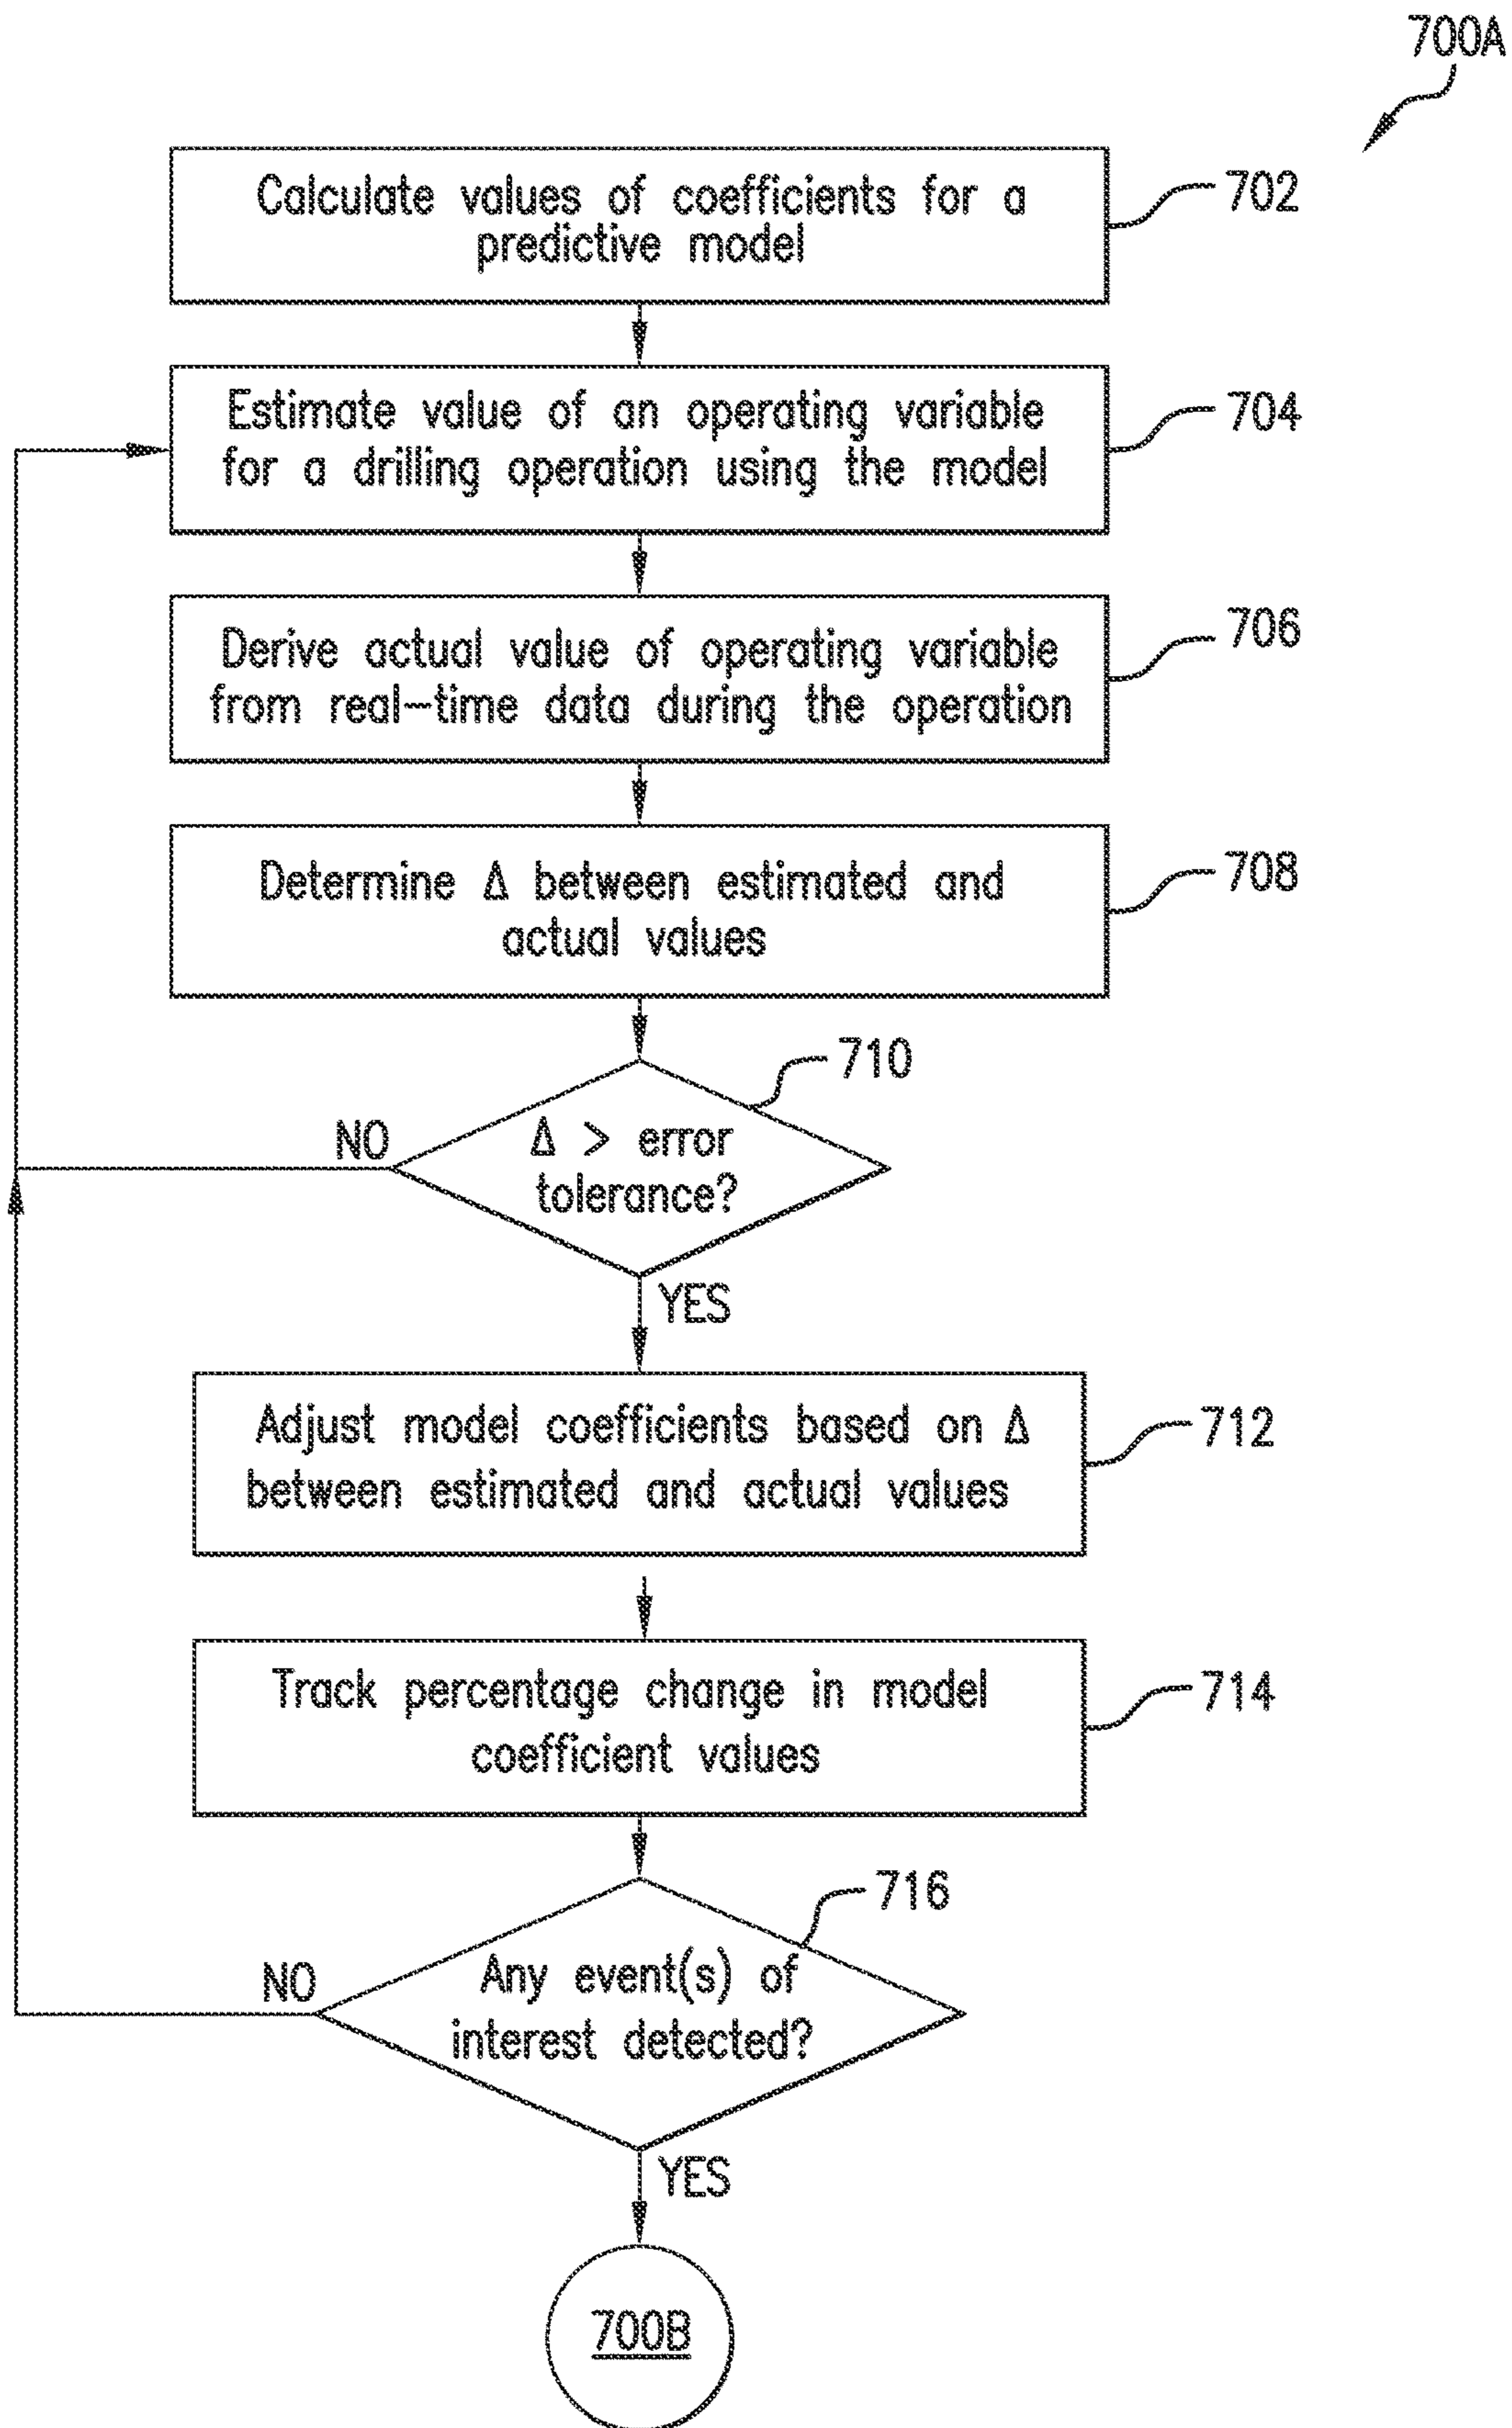 700A
Calculate values of coefficients for a
predictive model
702
Estimate value of an operating variable
for a drilling operation using the model
704
Derive actual value of operating variable
from real-time data during the operation
706
Determine Δ between estimated and
actual values
708
710
NO
Δ > error
tolerance?
YES
Adjust model coefficients based on Δ
between estimated and actual values
712
Track percentage change in model
coefficient values
714
716
NO
Any event(s) of
interest detected?
YES
700B